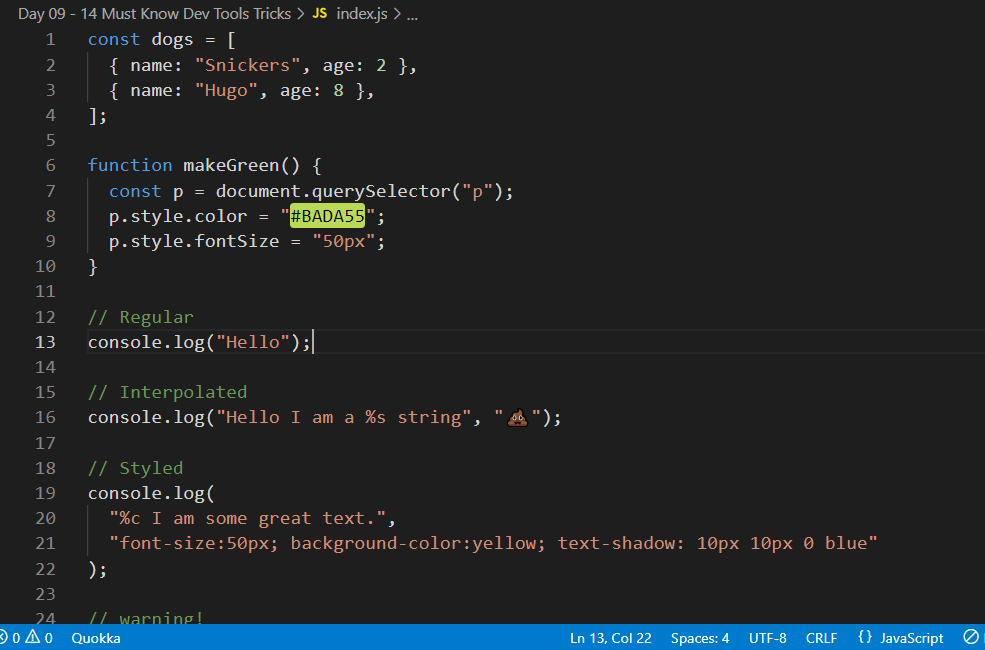 Day 09 - 14 Must Know Dev Tools Tricks > JS index.js > ...
1 const dogs = [
2 { name: "Snickers", age: 2 },
3 { name: "Hugo", age: 8 },
4 ];
5
6 function makeGreen() {
7 const p = document.querySelector("p");
8 p.style.color = "#BADA55";
9 p.style.fontSize = "50px";
10 }
11
12 // Regular
13 console.log("Hello");
14
15 // Interpolated
16 console.log("Hello I am a %s string", "💩");
17
18 // Styled
19 console.log(
20 "%c I am some great text.",
21 "font-size:50px; background-color:yellow; text-shadow: 10px 10px 0 blue"
22 );
23
24 // warning!
0 0 Quokka Ln 13, Col 22 Spaces: 4 UTF-8 CRLF {} JavaScript